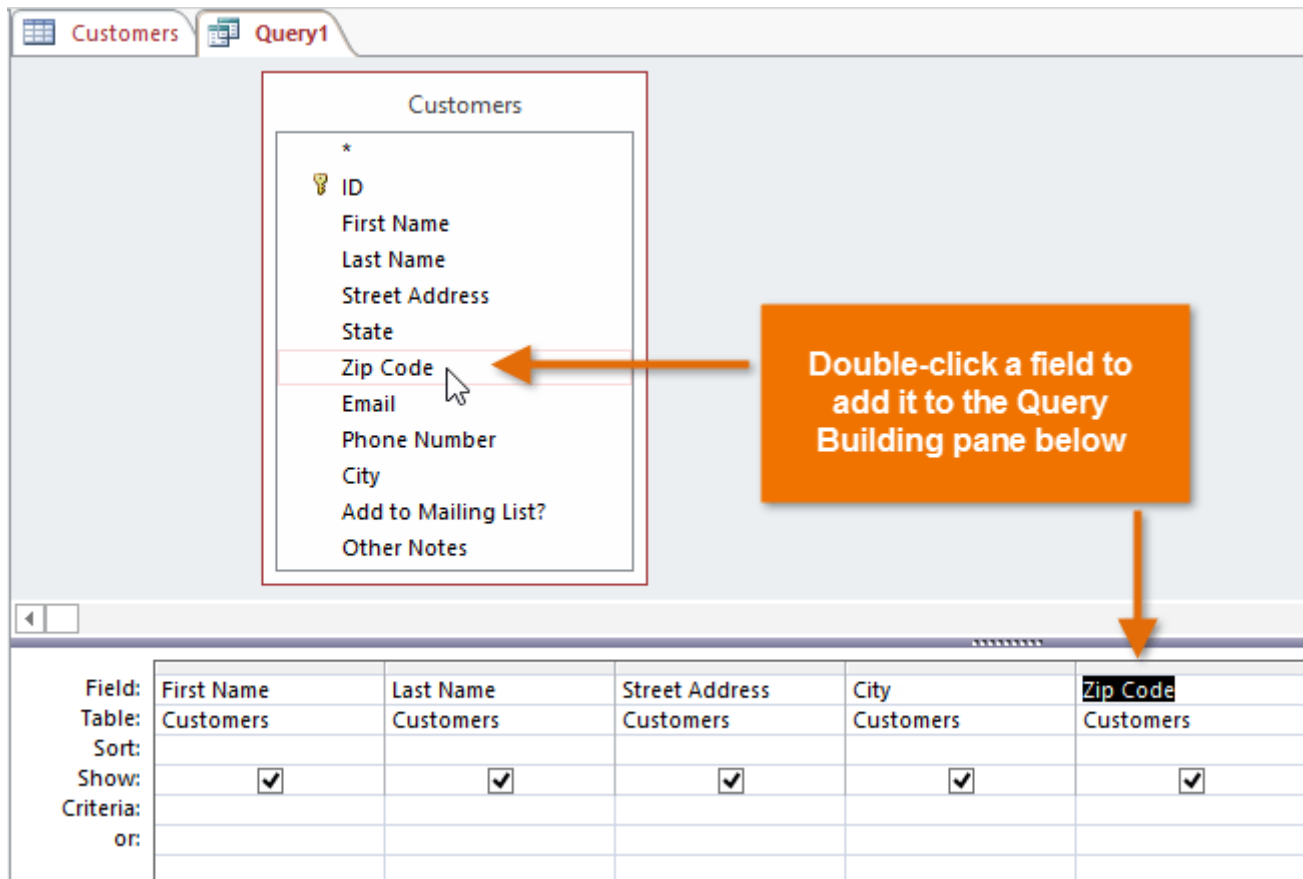 Customers Query1
Customers
*
ID
First Name
Last Name
Street Address
State
Zip Code
Email
Phone Number
City
Add to Mailing List?
Other Notes
Double-click a field to
add it to the Query
Building pane below
Field: First Name Last Name Street Address City Zip Code
Table: Customers Customers Customers Customers Customers
Sort:
Show:
Criteria:
or: